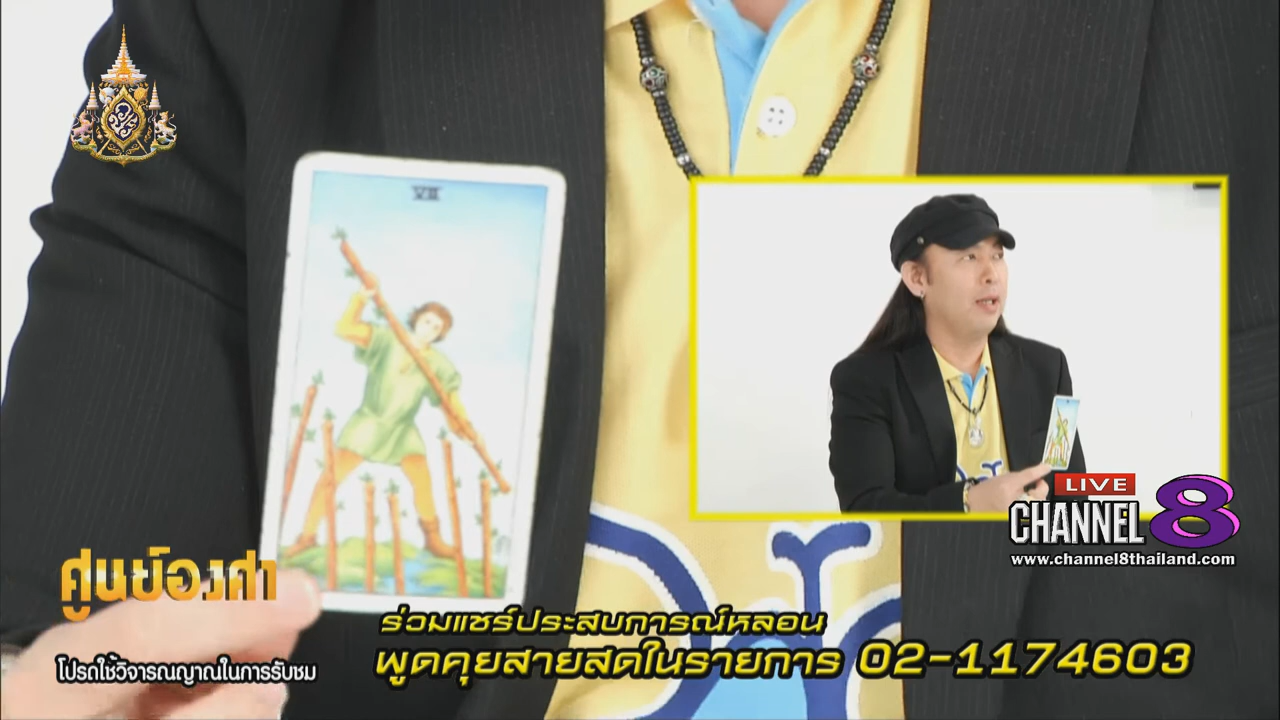 VII
LIVE
CHANNEL 8
www.channel8thailand.com
ศูนย์องศา
ร่วมแชร์ประสบการณ์หลอน
โปรดใช้วิจารณญาณในการรับชม
พูดคุยสายสดในรายการ 02-1174603